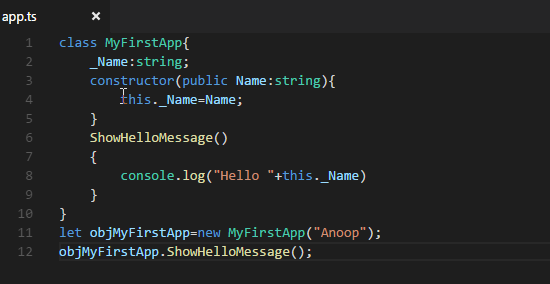 app.ts ×
1 class MyFirstApp{
2 _Name:string;
3 constructor(public Name:string){
4 this._Name=Name;
5 }
6 ShowHelloMessage()
7 {
8 console.log("Hello "+this._Name)
9 }
10 }
11 let objMyFirstApp=new MyFirstApp("Anoop");
12 objMyFirstApp.ShowHelloMessage();